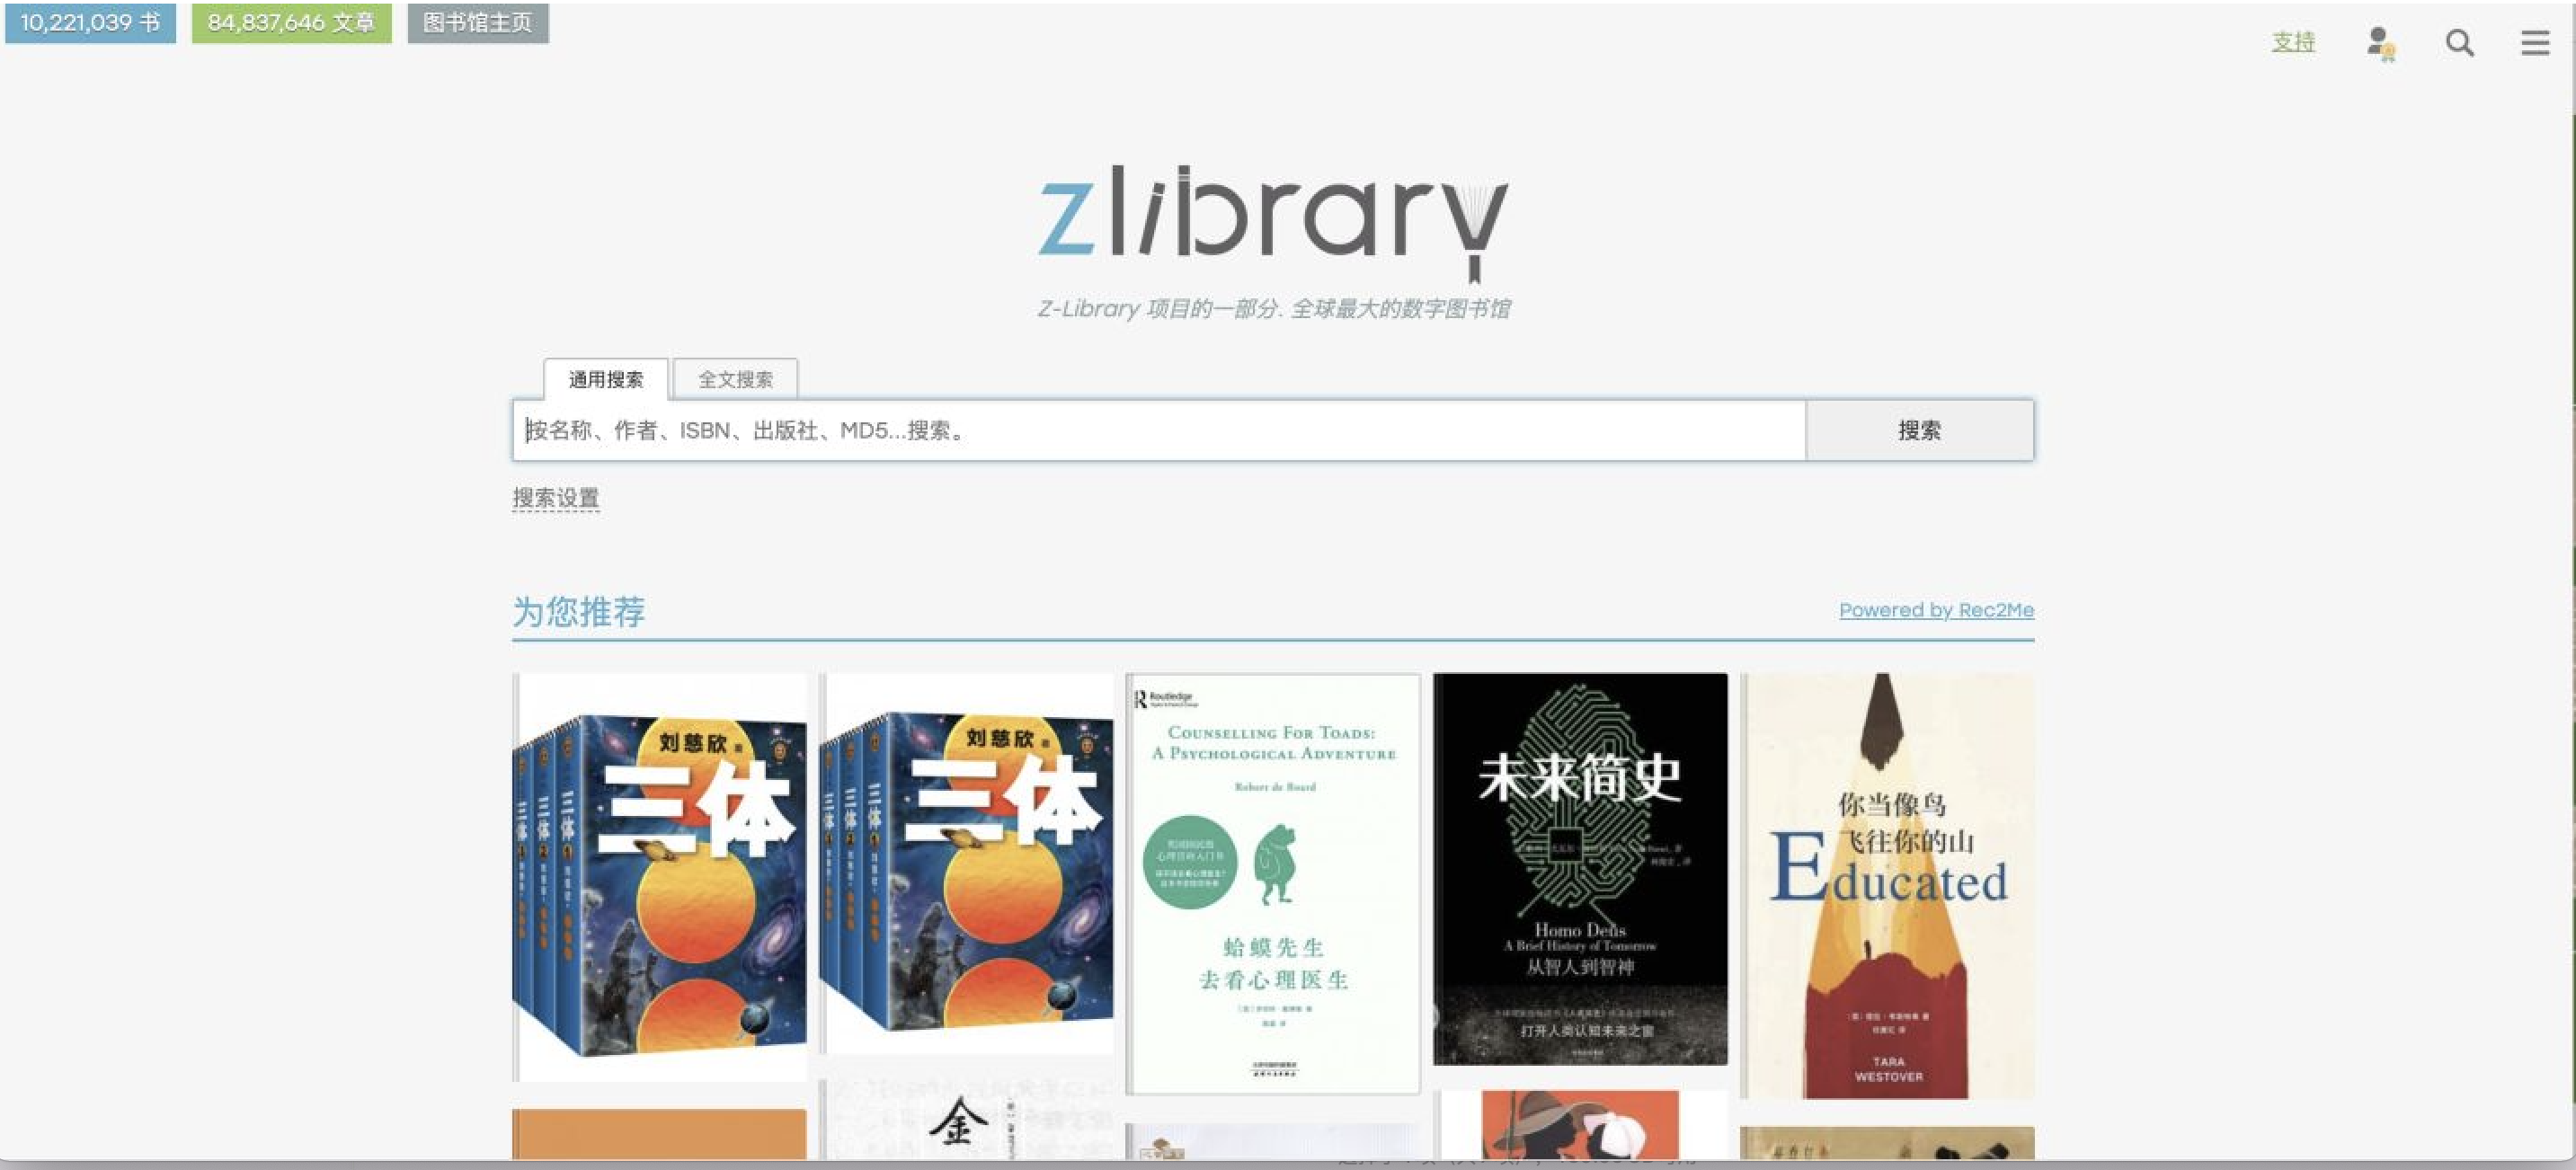 10,221,039 书
84,837,646 文章
图书馆主页
支持
zlibrary
Z-Library 项目的一部分. 全球最大的数字图书馆
通用搜索
全文搜索
按名称、作者、ISBN、出版社、MD5...搜索。
搜索
搜索设置
为您推荐
Powered by Rec2Me
刘慈欣
三体
刘慈欣
三体
Routledge
COUNSELLING FOR TOADS:
A PSYCHOLOGICAL ADVENTURE
Robert de Board
蛤蟆先生
去看心理医生
未来简史
Homo Deus
A Brief History of Tomorrow
从智人到智神
打开人类认知未来之窗
你当像鸟
飞往你的山
Educated
TARA
WESTOVER
金